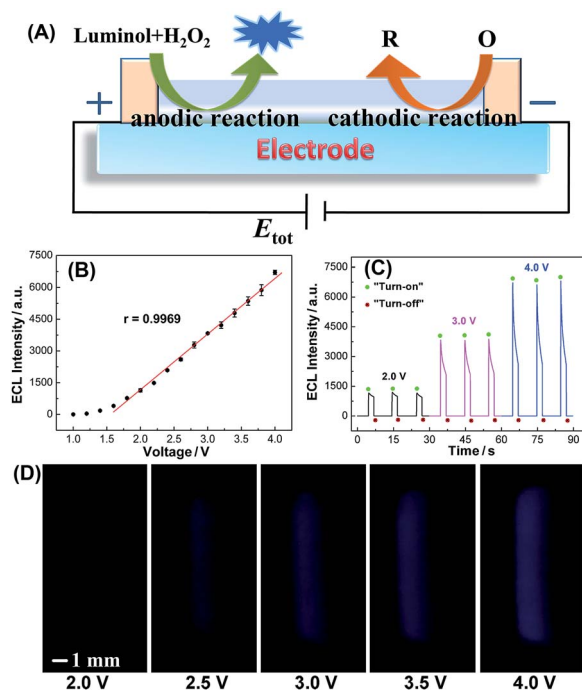 (A)
Luminol+H₂O₂
R
O
+
−
anodic reaction
cathodic reaction
Electrode
E tot
(B)
ECL Intensity / a.u.
7500
6000
4500
3000
1500
0
r = 0.9969
1.0 1.5 2.0 2.5 3.0 3.5 4.0
Voltage / V
(C)
ECL Intensity / a.u.
7500
6000
4500
3000
1500
0
"Turn-on"
"Turn-off"
2.0 V
3.0 V
4.0 V
0 15 30 45 60 75 90
Time / s
(D)
1 mm
2.0 V
2.5 V
3.0 V
3.5 V
4.0 V